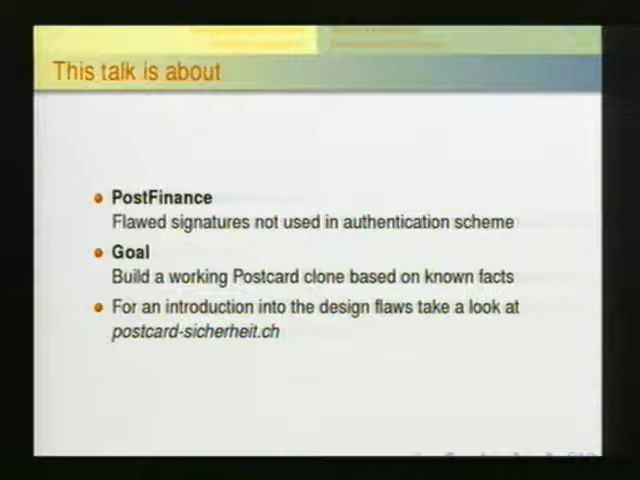 This talk is about
PostFinance
Flawed signatures not used in authentication scheme
Goal
Build a working Postcard clone based on known facts
For an introduction into the design flaws take a look at
postcard-sicherheit.ch